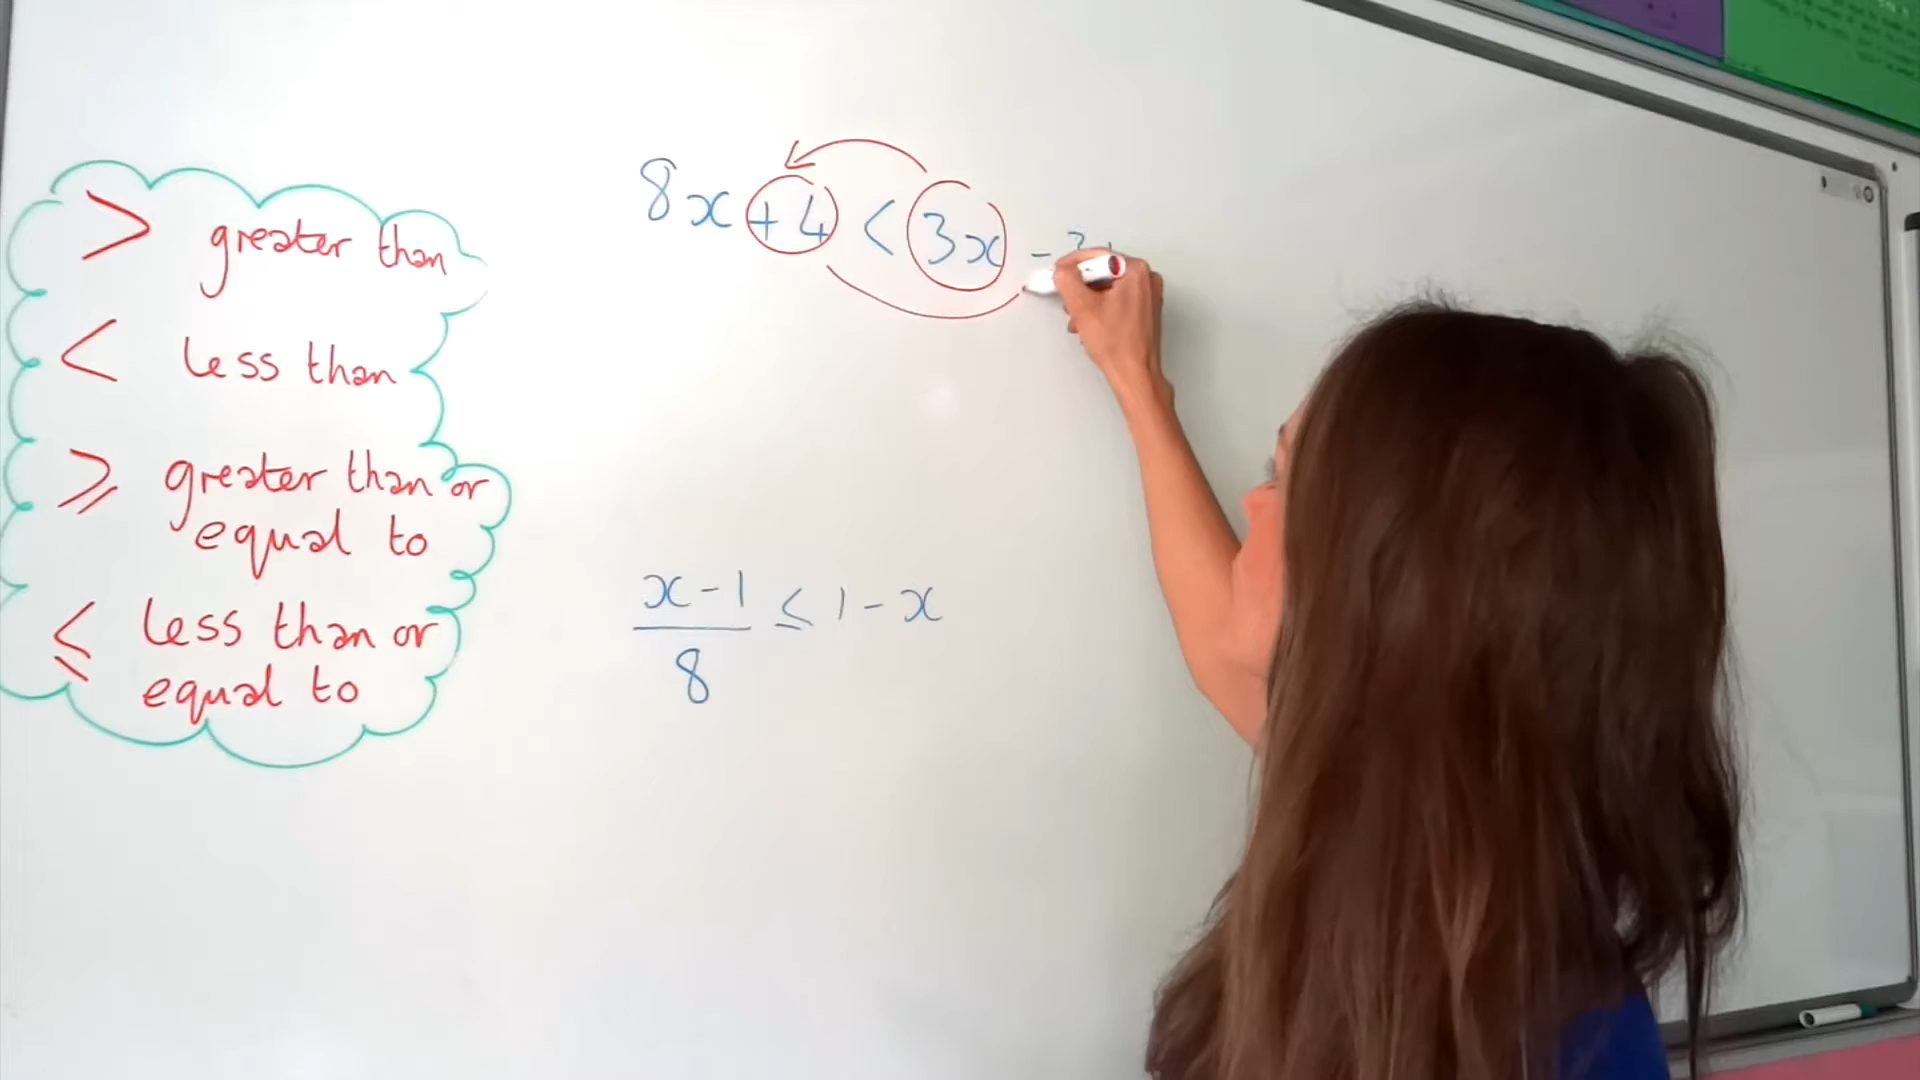 > greater than
< less than
≥ greater than or
equal to
≤ less than or
equal to
8x + 4 < 3x -
x - 1
8
≤ 1 - x